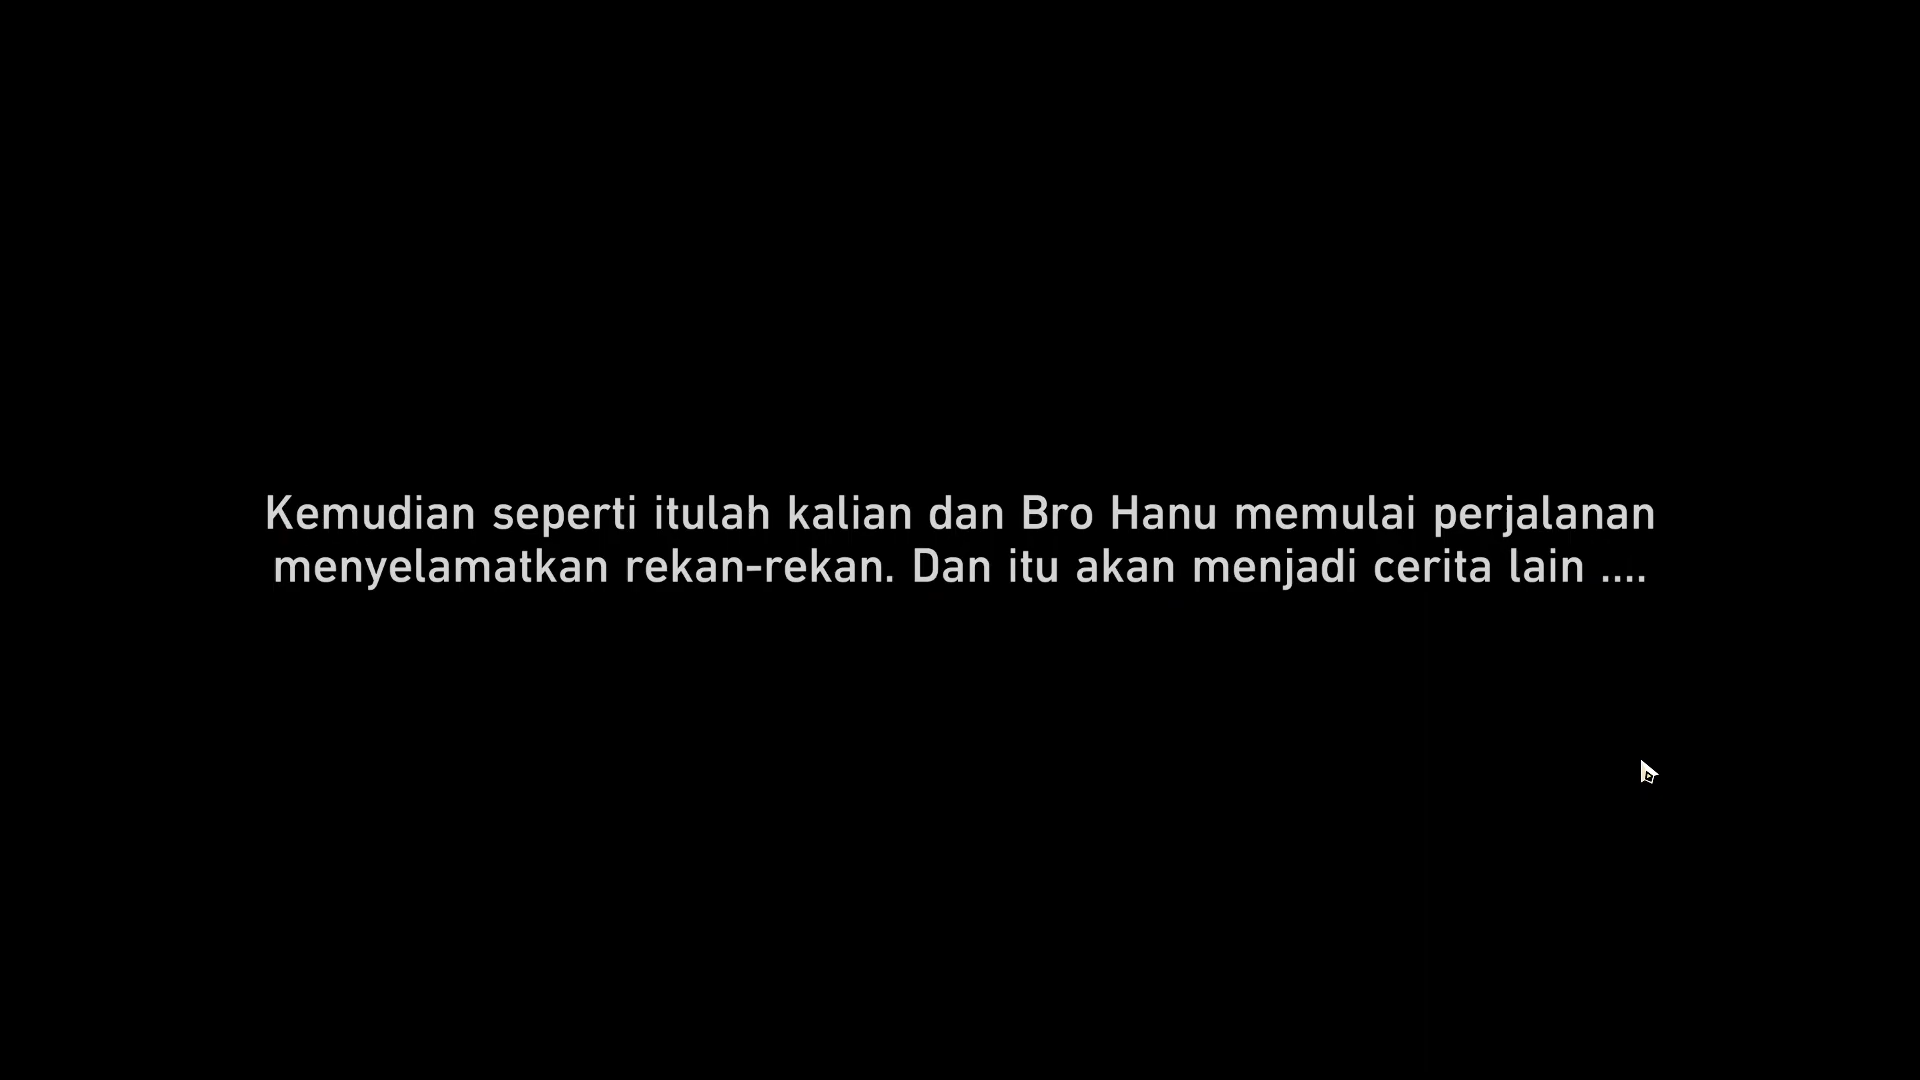 Kemudian seperti itulah kalian dan Bro Hanu memulai perjalanan
menyelamatkan rekan-rekan. Dan itu akan menjadi cerita lain ....